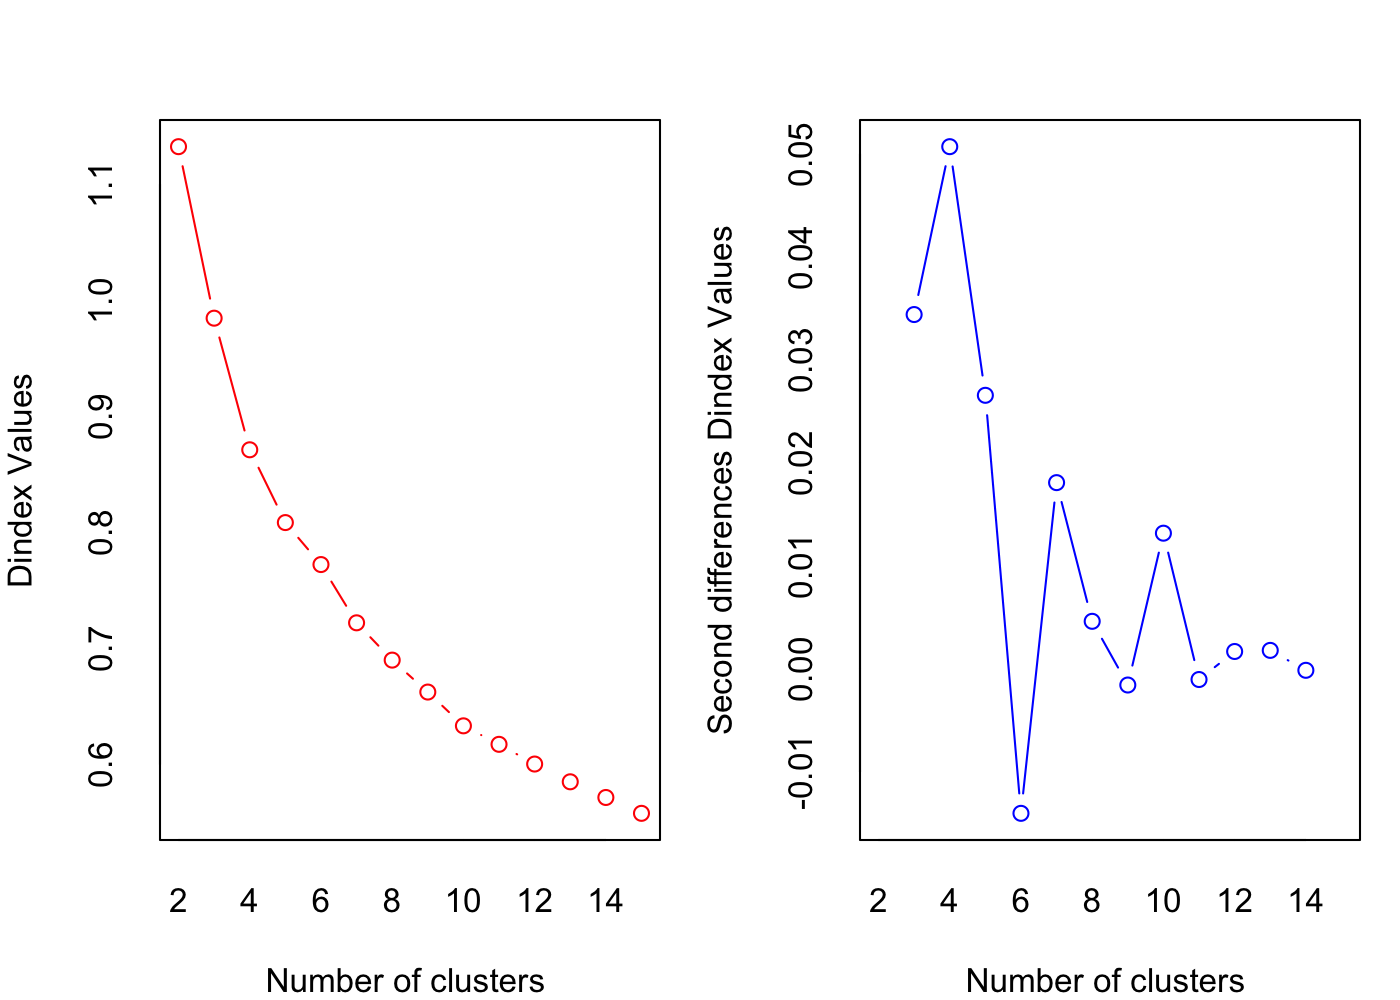 Dindex Values
1.1
1.0
0.9
0.8
0.7
0.6
2 4 6 8 10 12 14
Number of clusters
Second differences Dindex Values
0.05
0.04
0.03
0.02
0.01
0.00
-0.01
2 4 6 8 10 12 14
Number of clusters